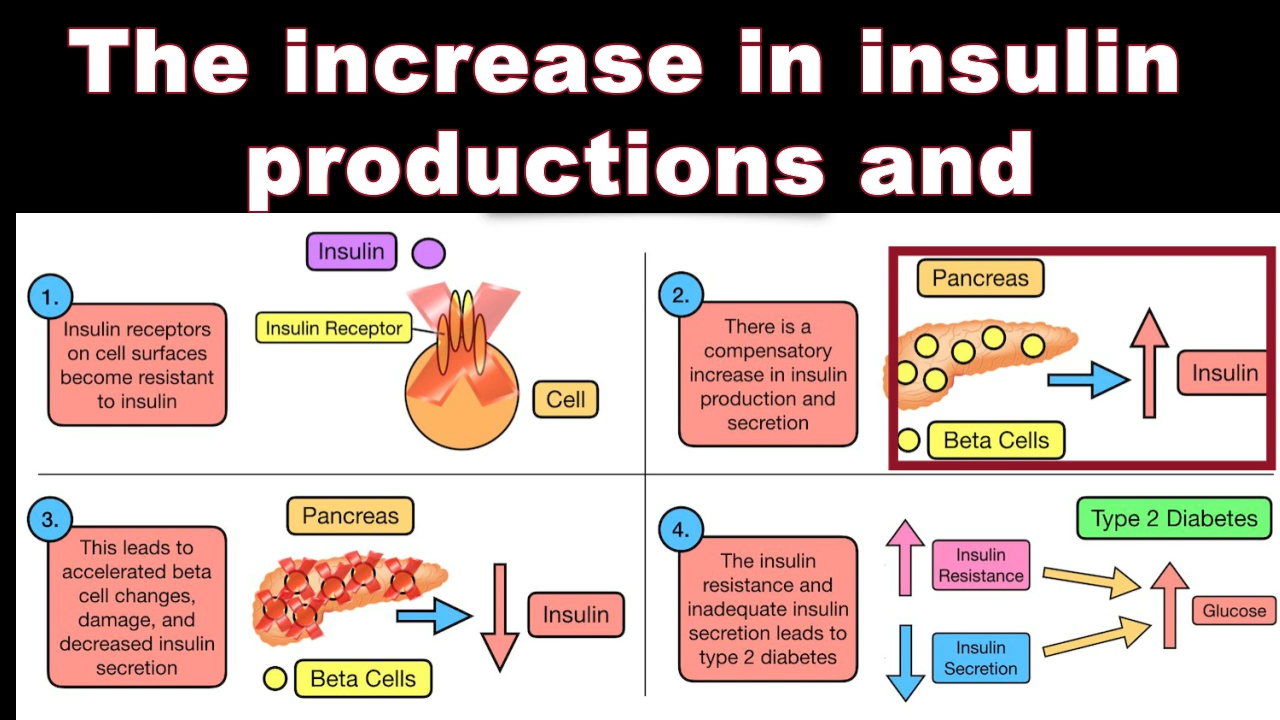 The increase in insulin
productions and
Insulin
1.
Insulin receptors
on cell surfaces
become resistant
to insulin
Insulin Receptor
Cell
2.
There is a
compensatory
increase in insulin
production and
secretion
Pancreas
Insulin
Beta Cells
3.
This leads to
accelerated beta
cell changes,
damage, and
decreased insulin
secretion
Pancreas
Insulin
Beta Cells
4.
The insulin
resistance and
inadequate insulin
secretion leads to
type 2 diabetes
Type 2 Diabetes
Insulin
Resistance
Glucose
Insulin
Secretion